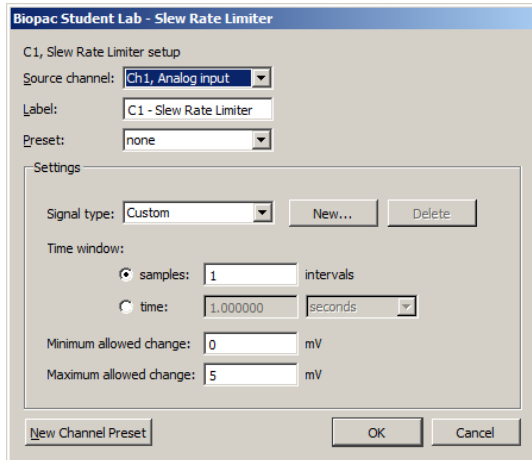 Biopac Student Lab - Slew Rate Limiter
C1, Slew Rate Limiter setup
Source channel: Ch1, Analog input
Label: C1 - Slew Rate Limiter
Preset: none
Settings
Signal type: Custom New... Delete
Time window:
samples: 1 intervals
time: 1.000000 seconds
Minimum allowed change: 0 mV
Maximum allowed change: 5 mV
New Channel Preset OK Cancel